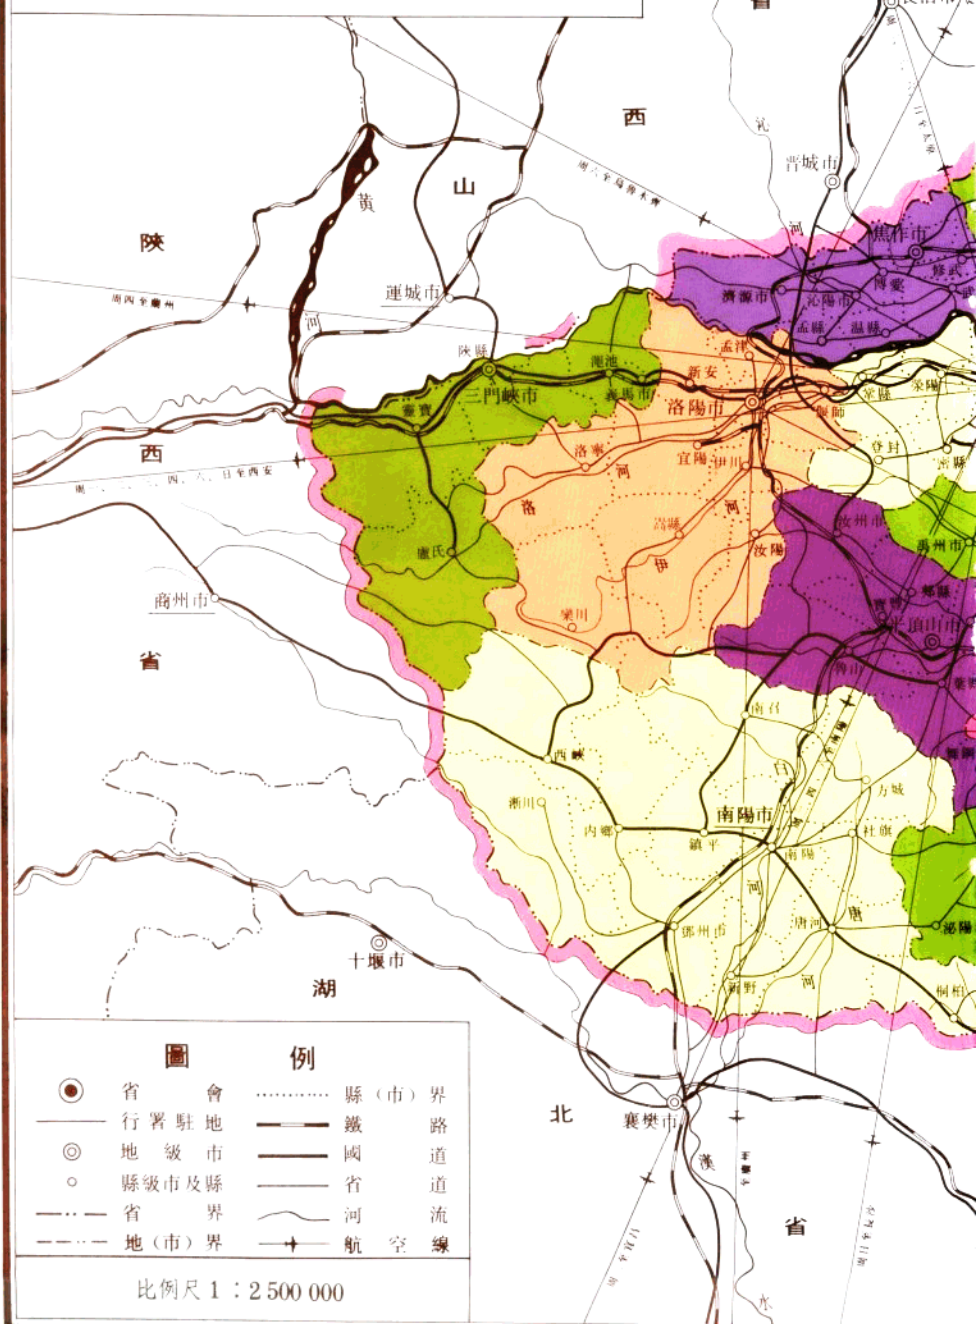 西
沁
晋城市
山
黃
河
焦作市
陝
修武
博愛
運城市
濟源市
沁陽市
河
孟縣
温縣
陝縣
孟津
澠池
新安
滎陽
三門峽市
義馬市
鞏縣
靈寶
洛陽市
偃師
登封
西
洛寧
河
宜陽
伊川
密縣
洛
河
嵩縣
汝州市
盧氏
伊
汝陽
禹州市
商州市
郟縣
寶豐
欒川
平頂山市
省
魯山
南召
西峽
白
方城
淅川
南陽市
内鄉
鎮平
社旗
南陽
河
唐
鄧州市
唐河
泌陽
十堰市
新野
河
桐柏
湖
圖例
省會
縣（市）界
行署駐地
鐵路
地級市
國道
縣級市及縣
省道
省界
河流
地（市）界
航空線
比例尺 1：2 500 000
北
襄樊市
漢
省
水